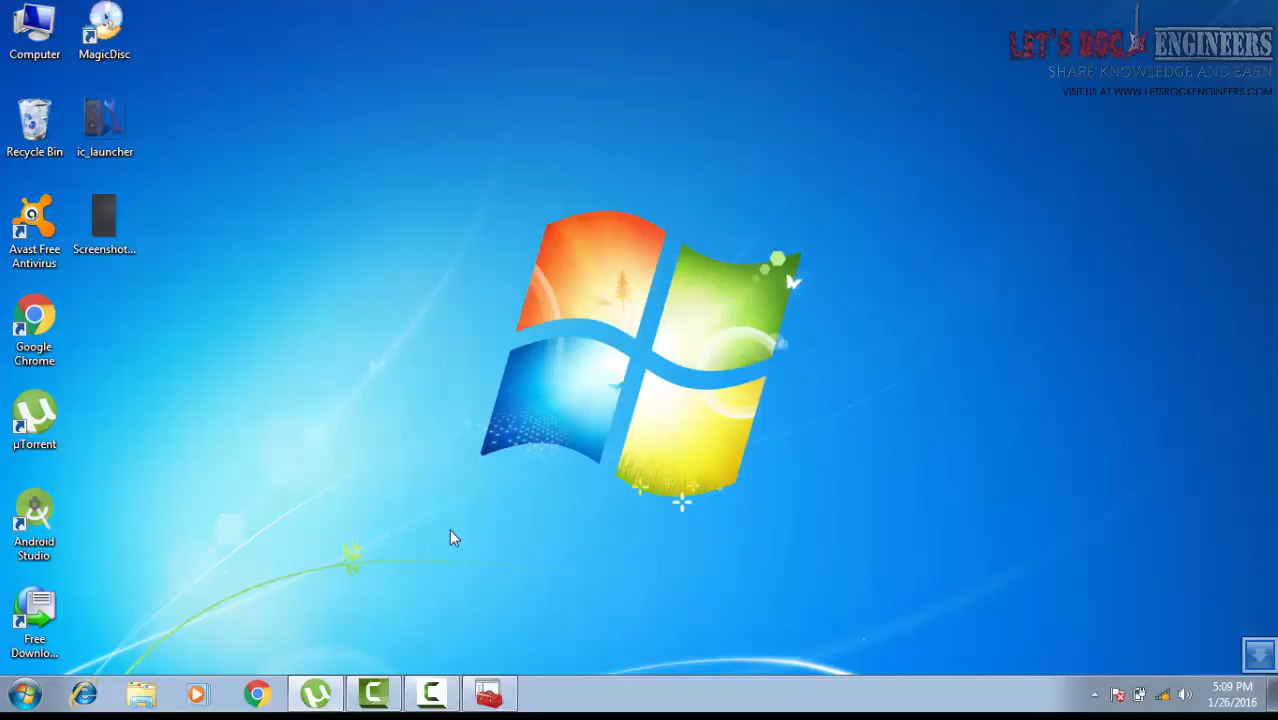 LET'S ROCK ENGINEERS
SHARE KNOWLEDGE AND EARN
VISIT US AT WWW.LETSROCKENGINEERS.COM
Computer
MagicDisc
Recycle Bin
ic_launcher
Avast Free
Antivirus
Screenshot...
Google
Chrome
µTorrent
Android
Studio
Free
Downlo...
5:09 PM
1/26/2016